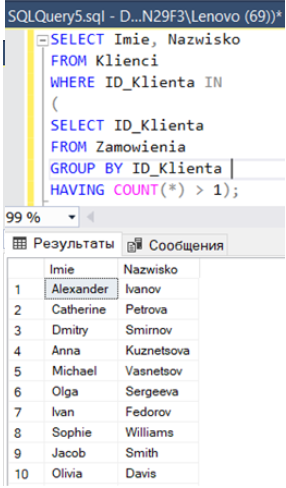 SQLQuery5.sql - D...N29F3\Lenovo (69))*
SELECT Imie, Nazwisko
FROM Klienci
WHERE ID_Klienta IN
(
SELECT ID_Klienta
FROM Zamowienia
GROUP BY ID_Klienta
HAVING COUNT(*) > 1);
99 %
Результаты Сообщения
Imie Nazwisko
1 Alexander Ivanov
2 Catherine Petrova
3 Dmitry Smirnov
4 Anna Kuznetsova
5 Michael Vasnetsov
6 Olga Sergeeva
7 Ivan Fedorov
8 Sophie Williams
9 Jacob Smith
10 Olivia Davis